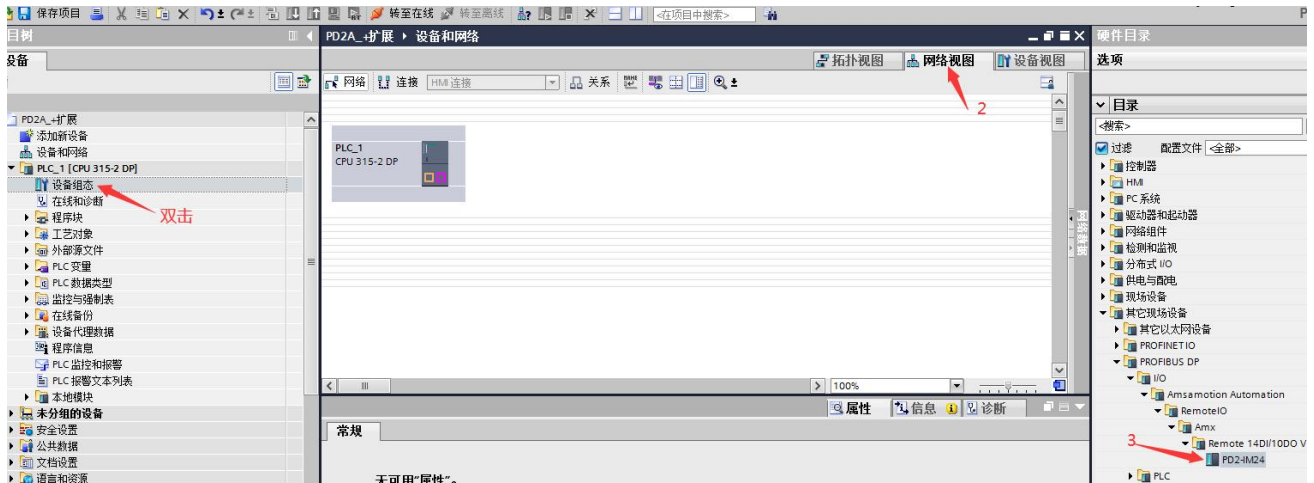 保存项目 转至在线 转至离线 <在项目中搜索>
目树
设备
PD2A_+扩展
添加新设备
设备和网络
PLC_1 [CPU 315-2 DP]
设备组态
在线和诊断
双击
程序块
工艺对象
外部源文件
PLC 变量
PLC 数据类型
监控与强制表
在线备份
设备代理数据
程序信息
PLC 监控和报警
PLC 报警文本列表
本地模块
未分组的设备
安全设置
公共数据
文档设置
语言和资源
PD2A_+扩展 设备和网络
拓扑视图 网络视图 设备视图
网络 连接 HMI 连接 关系
2
PLC_1
CPU 315-2 DP
网络数据
100%
属性 信息 诊断
常规
无可用"属性"。
硬件目录
选项
目录
<搜索>
过滤 配置文件 <全部>
控制器
HMI
PC 系统
驱动器和起动器
网络组件
检测和监视
分布式 I/O
供电与配电
现场设备
其它现场设备
其它以太网设备
PROFINET IO
PROFIBUS DP
I/O
Amsamotion Automation
RemoteIO
Amx
3
Remote 14DI/10DO V
PD2-IM24
PLC